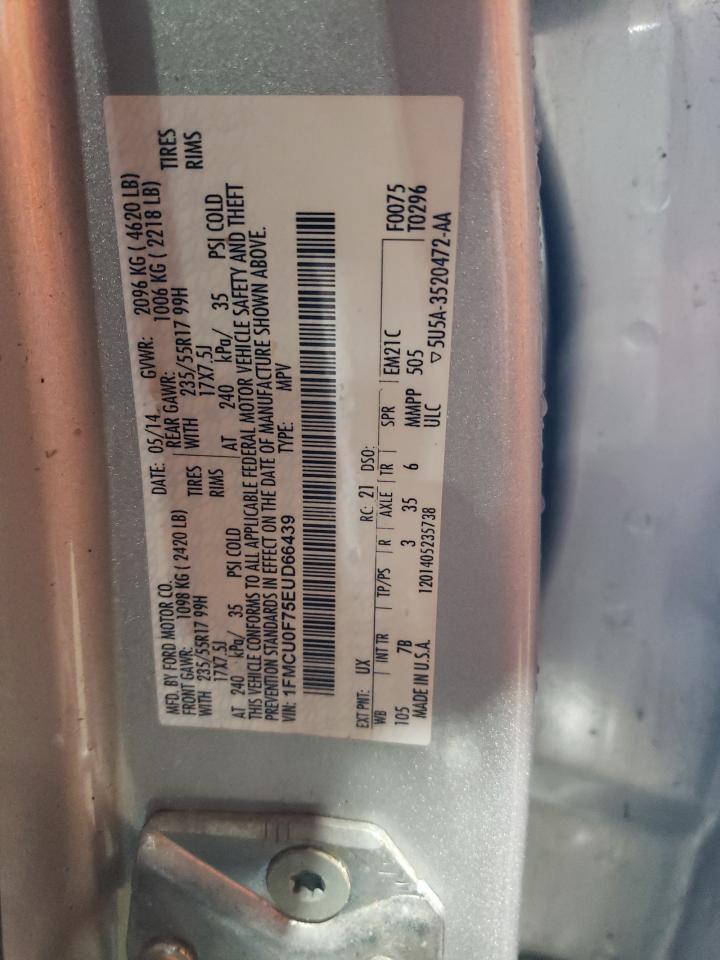 MFD. BY FORD MOTOR CO. DATE: 05/14 GVWR: 2096 KG ( 4620 LB)
FRONT GAWR: 1098 KG ( 2420 LB) REAR GAWR: 1006 KG ( 2218 LB)
WITH 235/55R17 99H TIRES WITH 235/55R17 99H TIRES
17X7.5J RIMS 17X7.5J RIMS
AT 240 kPa/ 35 PSI COLD AT 240 kPa/ 35 PSI COLD
THIS VEHICLE CONFORMS TO ALL APPLICABLE FEDERAL MOTOR VEHICLE SAFETY AND THEFT
PREVENTION STANDARDS IN EFFECT ON THE DATE OF MANUFACTURE SHOWN ABOVE.
VIN: 1FMCU0F75EUD66439 TYPE: MPV
EXT PNT: UX RC: 21 DSO:
WB INT TR TP/PS R AXLE TR SPR EM21C F0075
105 7B 3 35 6 MMPP 505 T0296
MADE IN U.S.A. 1201405235738 ULC ▽5U5A-3520472-AA